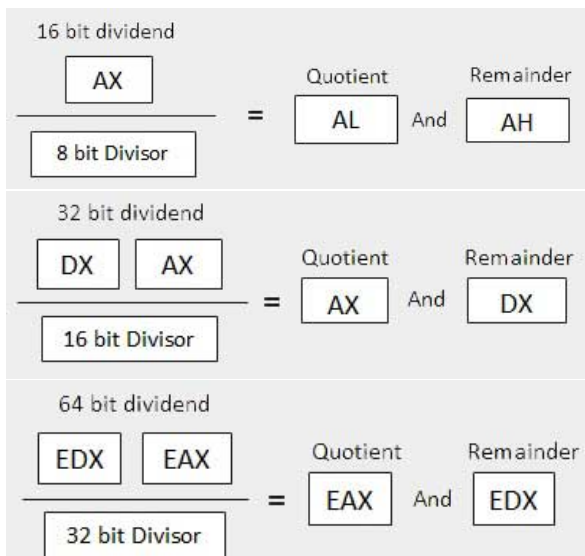 16 bit dividend
AX
8 bit Divisor
=
Quotient
AL
And
Remainder
AH
32 bit dividend
DX AX
16 bit Divisor
=
Quotient
AX
And
Remainder
DX
64 bit dividend
EDX EAX
32 bit Divisor
=
Quotient
EAX
And
Remainder
EDX